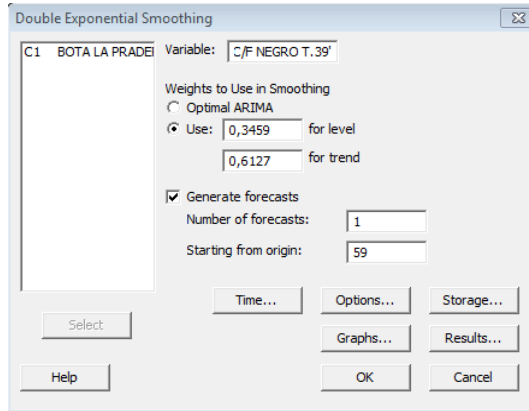 Double Exponential Smoothing
C1 BOTA LA PRADE
Variable: C/F NEGRO T.39'
Weights to Use in Smoothing
Optimal ARIMA
Use: 0,3459 for level
0,6127 for trend
Generate forecasts
Number of forecasts: 1
Starting from origin: 59
Time... Options... Storage...
Select
Graphs... Results...
Help OK Cancel